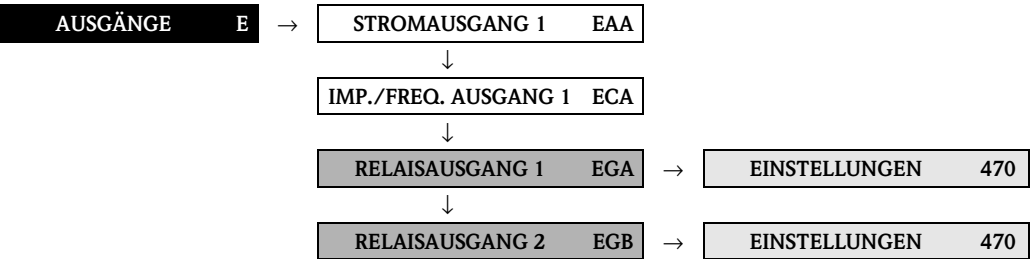 AUSGÄNGE E → STROMAUSGANG 1 EAA
↓
IMP./FREQ. AUSGANG 1 ECA
↓
RELAISAUSGANG 1 EGA → EINSTELLUNGEN 470
↓
RELAISAUSGANG 2 EGB → EINSTELLUNGEN 470